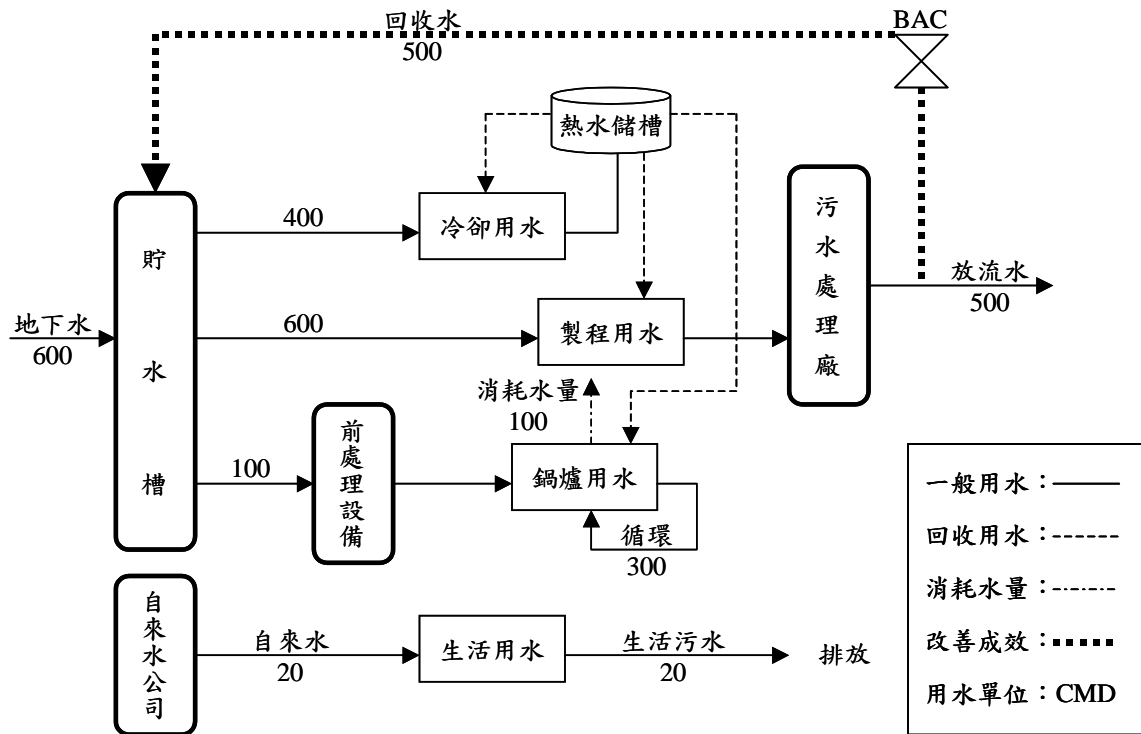 回收水
500
BAC
熱水儲槽
400
冷卻用水
污水處理廠
放流水
500
地下水
600
貯水槽
600
製程用水
消耗水量
100
100
前處理設備
鍋爐用水
循環
300
自來水公司
自來水
20
生活用水
生活污水
20
排放
一般用水：
回收用水：
消耗水量：
改善成效：
用水單位：CMD